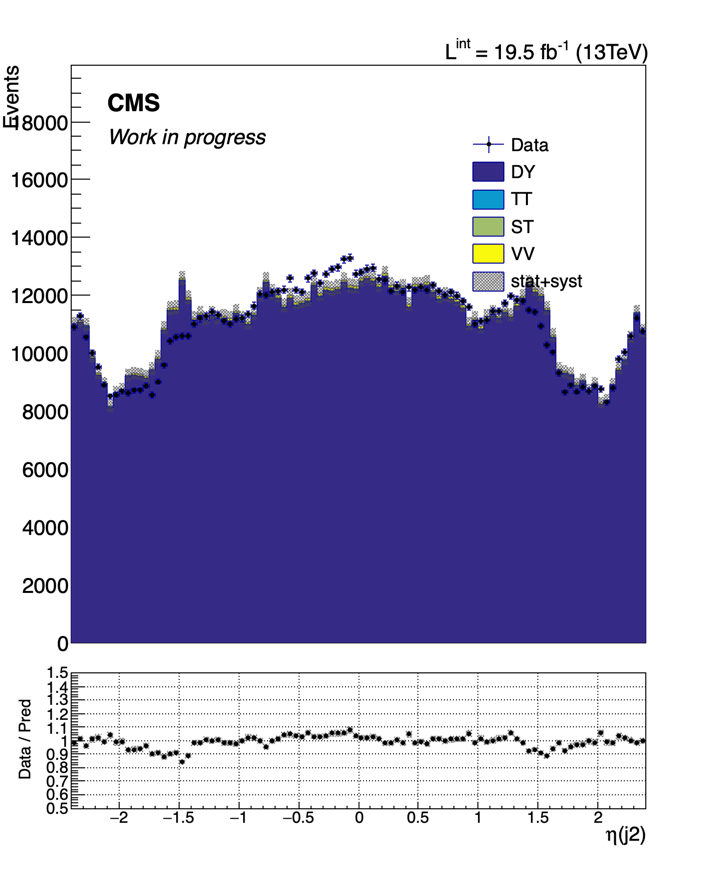 L^int = 19.5 fb^-1 (13TeV)
Events
CMS
Work in progress
Data
DY
TT
ST
VV
stat+syst
18000
16000
14000
12000
10000
8000
6000
4000
2000
0
Data / Pred
1.5
1.4
1.3
1.2
1.1
1
0.9
0.8
0.7
0.6
0.5
−2 −1.5 −1 −0.5 0 0.5 1 1.5 2
η(j2)